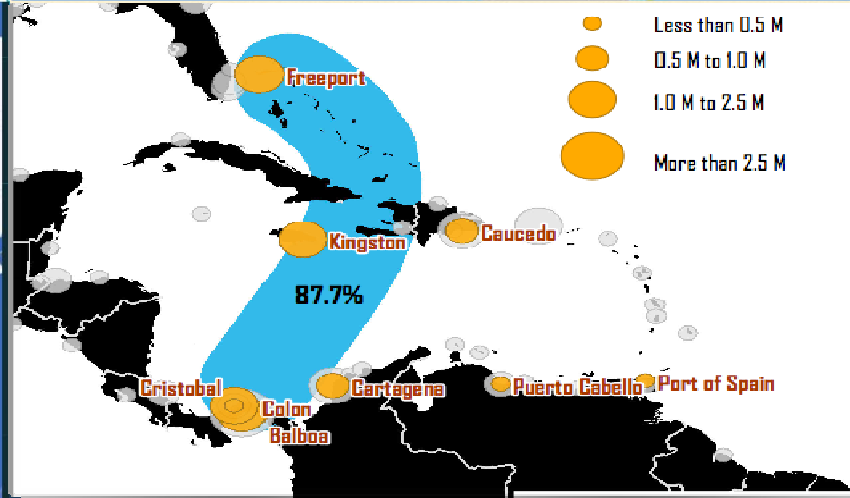 Less than 0.5 M
0.5 M to 1.0 M
1.0 M to 2.5 M
More than 2.5 M
Freeport
Kingston
Caucedo
87.7%
Cristobal
Colon
Balboa
Cartagena
Puerto Cabello
Port of Spain